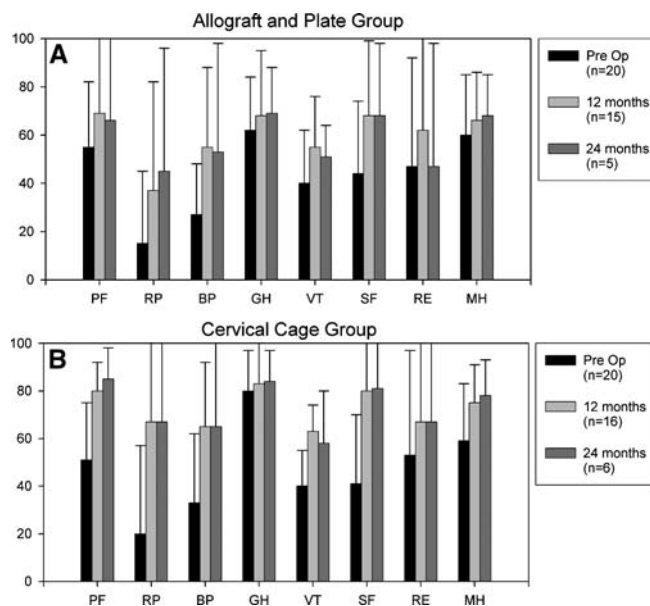 Allograft and Plate Group
A
100
80
60
40
20
0
PF RP BP GH VT SF RE MH
Pre Op
(n=20)
12 months
(n=15)
24 months
(n=5)
Cervical Cage Group
B
100
80
60
40
20
0
PF RP BP GH VT SF RE MH
Pre Op
(n=20)
12 months
(n=16)
24 months
(n=6)